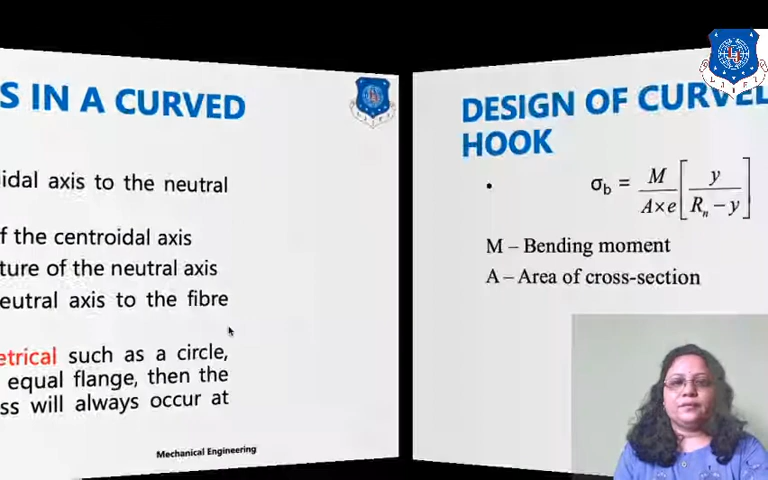 S IN A CURVED
idal axis to the neutral
f the centroidal axis
ture of the neutral axis
eutral axis to the fibre
etrical such as a circle,
equal flange, then the
ss will always occur at
Mechanical Engineering
DESIGN OF CURVED
HOOK
• σb = M / A×e [ y / Rn − y ]
M – Bending moment
A – Area of cross-section